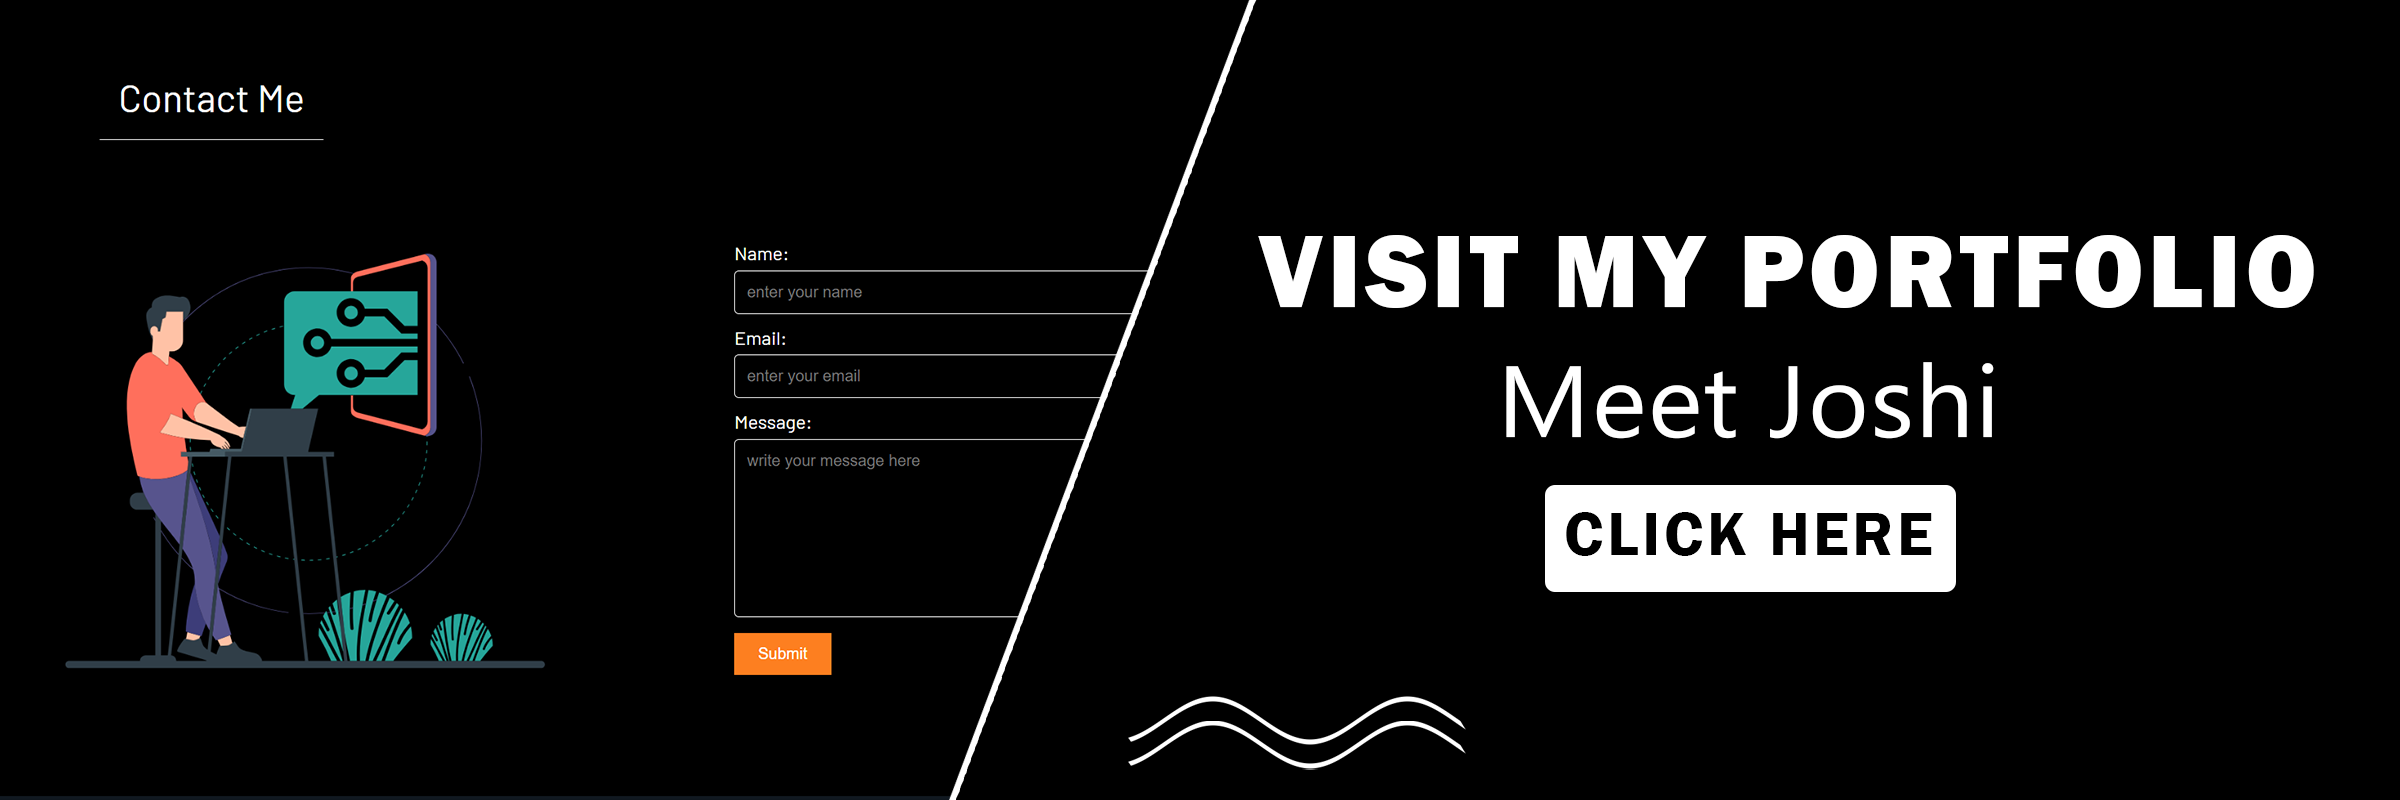 Contact Me
Name:
enter your name
Email:
enter your email
Message:
write your message here
Submit
VISIT MY PORTFOLIO
Meet Joshi
CLICK HERE